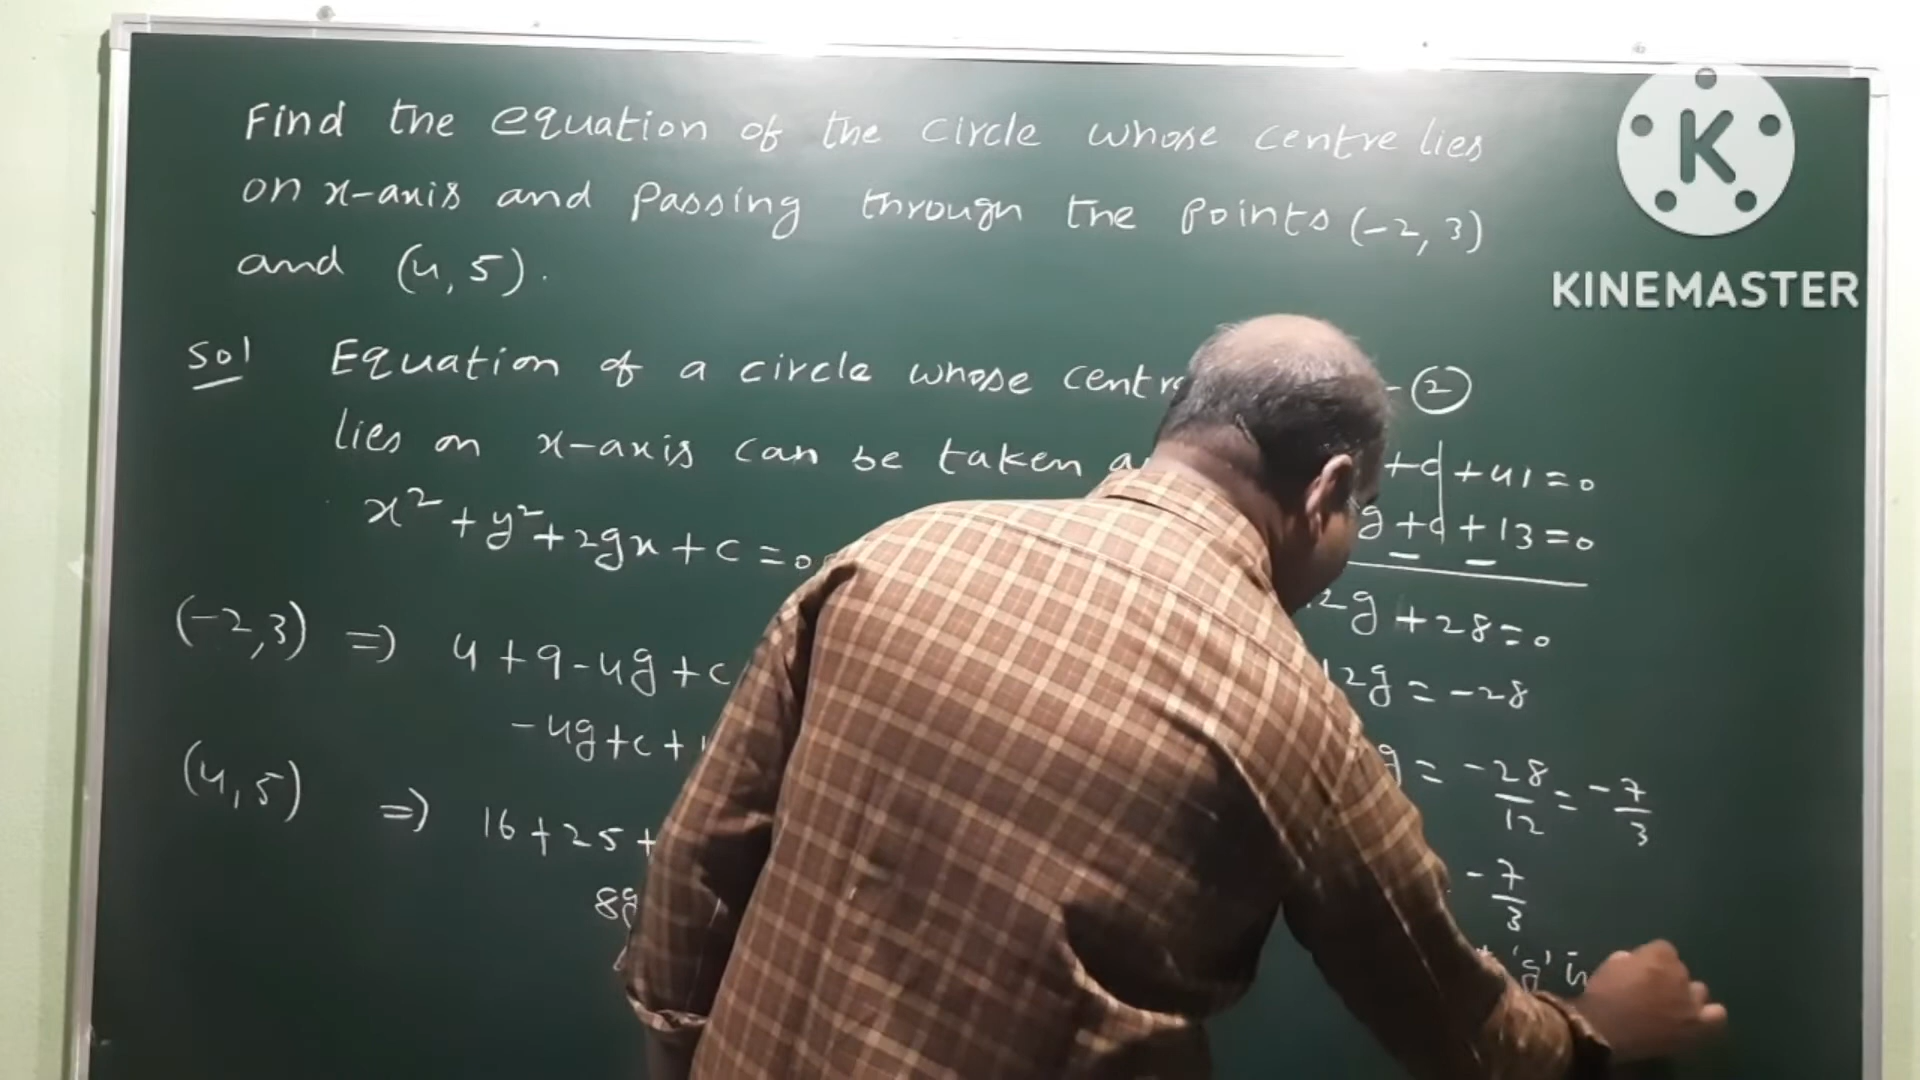 Find the equation of the circle whose centre lies
on x-axis and passing through the points (-2, 3)
and (4, 5).
Sol Equation of a circle whose
lies on x-axis can be taken
x² + y² + 2gx + c = 0
(-2,3) ⇒ 4 + 9 - 4g + c
-4g + c +
(4,5) ⇒ 16 + 25 +
8g
- ②
+ c + 41 = 0
g + c + 13 = 0
2g + 28 = 0
2g = -28
g = -28/12 = -7/3
-7/3
'g' in
K
KINEMASTER